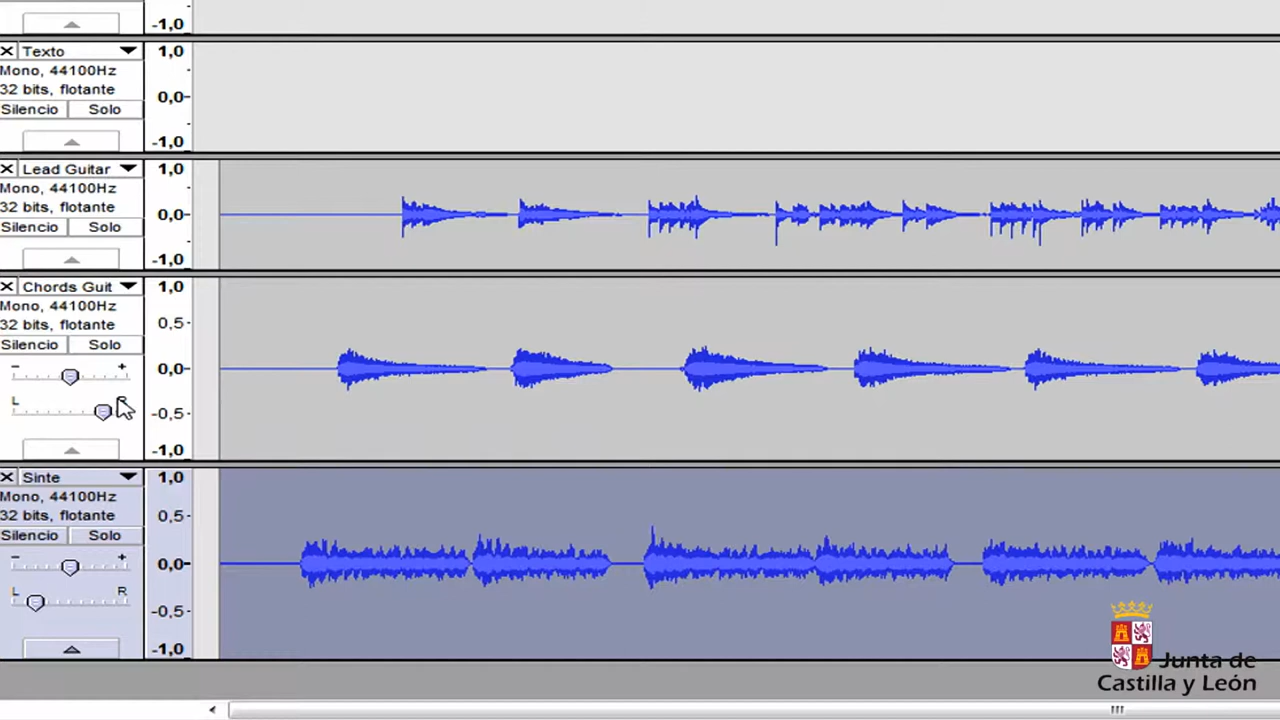 -1,0
Texto
1,0
Mono, 44100Hz
32 bits, flotante
0,0
Silencio Solo
-1,0
Lead Guitar
1,0
Mono, 44100Hz
32 bits, flotante
0,0
Silencio Solo
-1,0
Chords Guit
1,0
Mono, 44100Hz
32 bits, flotante
0,5
Silencio Solo
- +
0,0
L R
-0,5
-1,0
Sinte
1,0
Mono, 44100Hz
32 bits, flotante
0,5
Silencio Solo
- +
0,0
L R
-0,5
-1,0
Junta de
Castilla y León